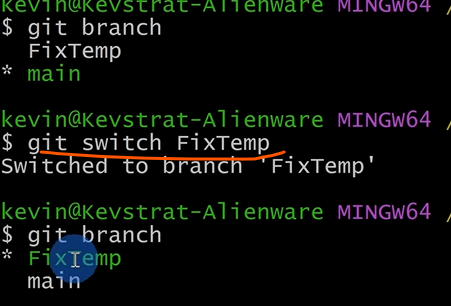 kevin@Kevstrat-Alienware MINGW64 /
$ git branch
  FixTemp
* main
kevin@Kevstrat-Alienware MINGW64 /
$ git switch FixTemp
Switched to branch 'FixTemp'
kevin@Kevstrat-Alienware MINGW64 /
$ git branch
* FixTemp
  main